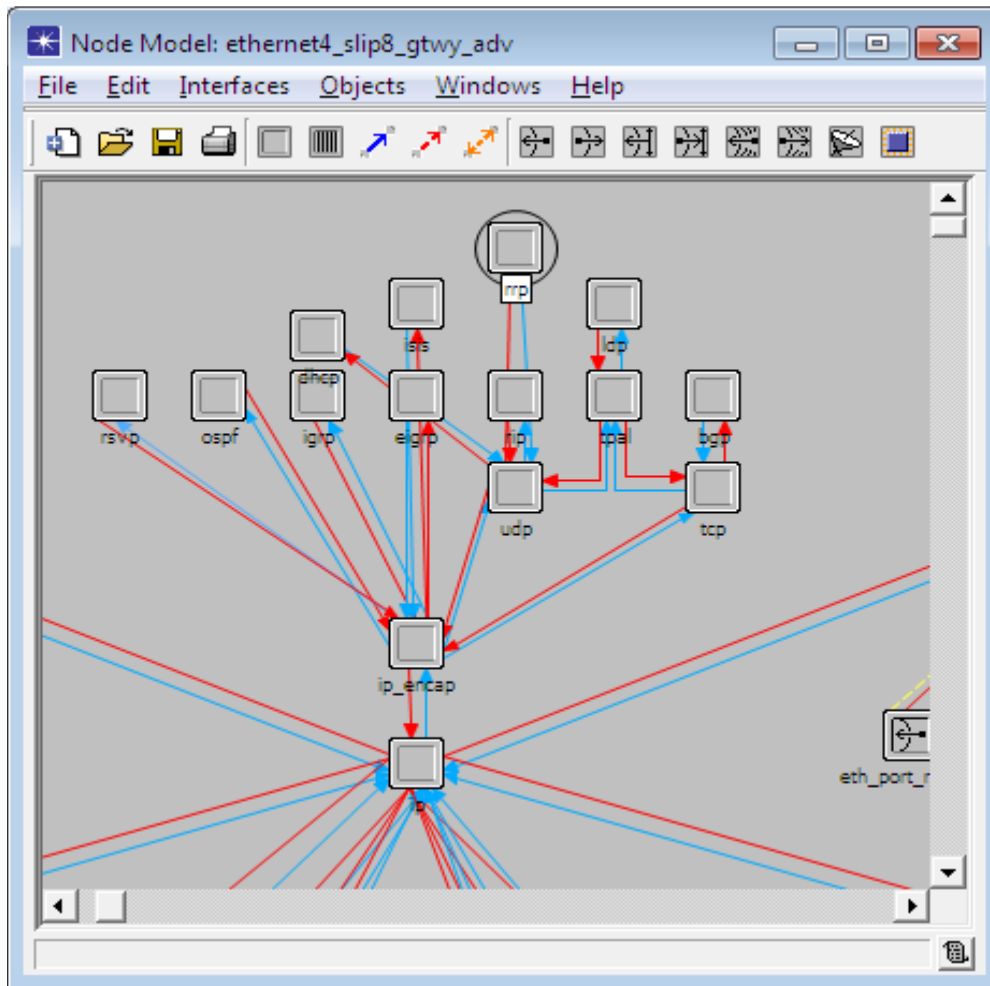 Node Model: ethernet4_slip8_gtwy_adv
File Edit Interfaces Objects Windows Help
rrp
isis
ldp
dhcp
rsvp
ospf
igrp
eigrp
rip
tpal
bgp
udp
tcp
ip_encap
eth_port_r
ip